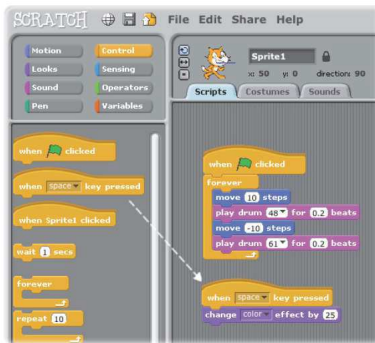 SCRATCH File Edit Share Help
Motion Control
Looks Sensing
Sound Operators
Pen Variables
Sprite1
x: 50 y: 0 direction: 90
Scripts Costumes Sounds
when clicked
when space key pressed
when Sprite1 clicked
wait 1 secs
forever
repeat 10
when clicked
forever
move 10 steps
play drum 48 for 0.2 beats
move -10 steps
play drum 61 for 0.2 beats
when space key pressed
change color effect by 25